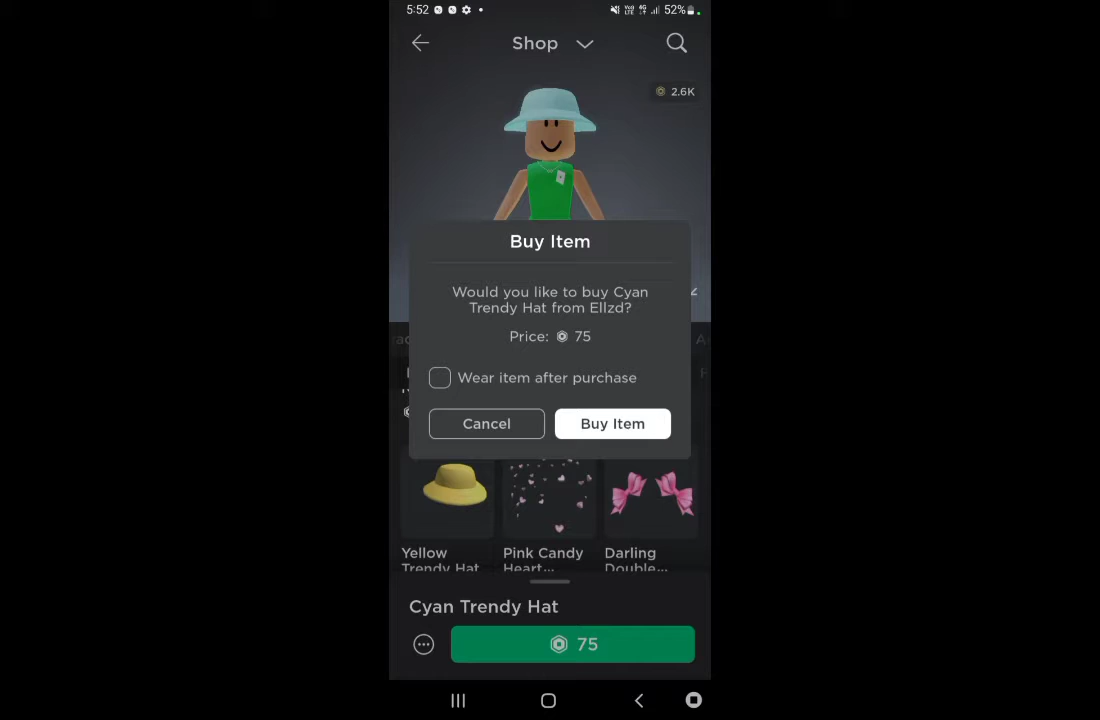 5:52
52%
Shop
2.6K
Buy Item
Would you like to buy Cyan
Trendy Hat from Ellzd?
Price: 75
Wear item after purchase
Cancel
Buy Item
Yellow
Trendy Hat
Pink Candy
Heart...
Darling
Double...
Cyan Trendy Hat
75